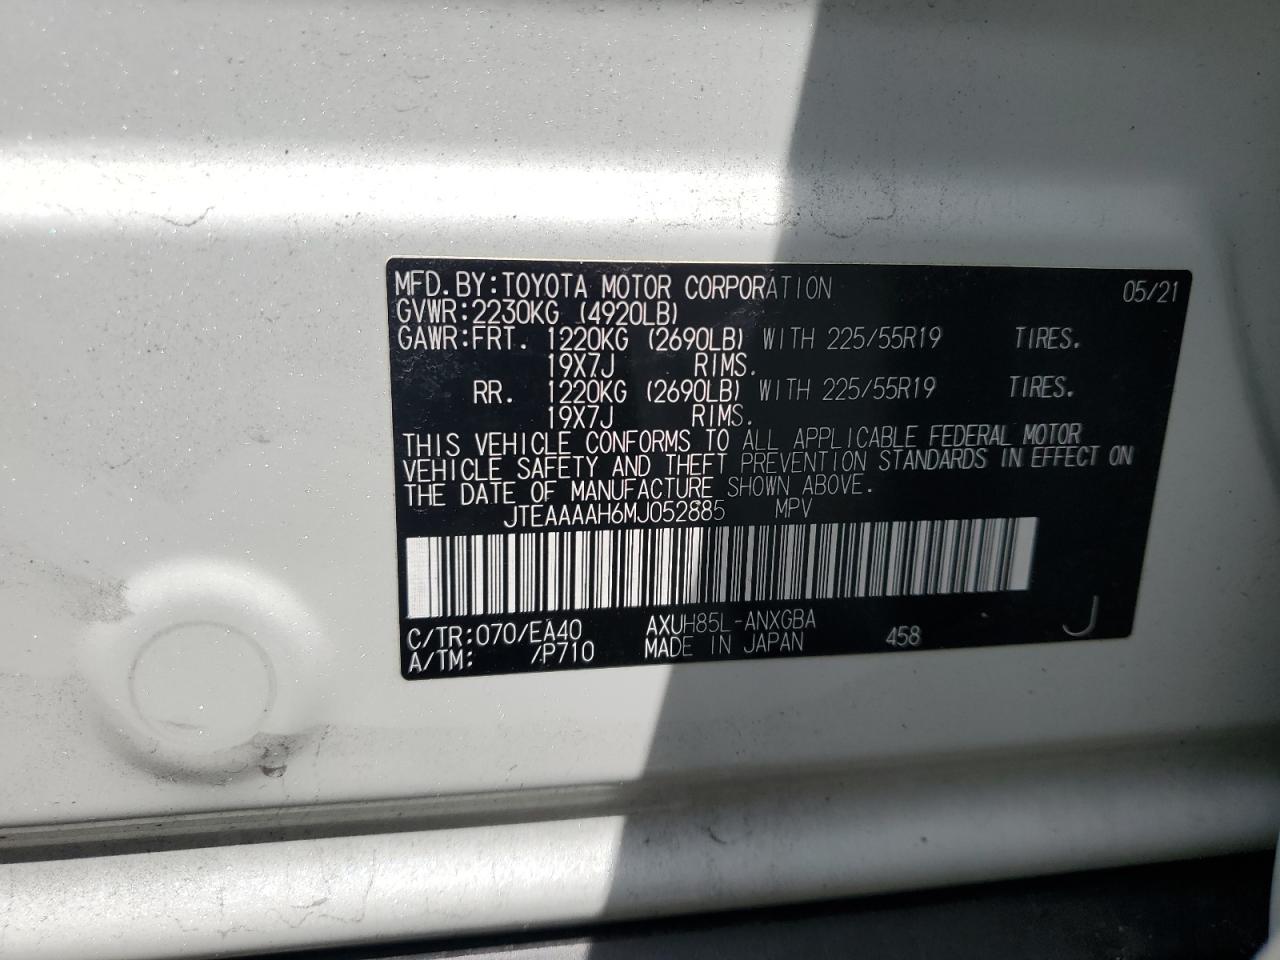 MFD.BY:TOYOTA MOTOR CORPORATION 05/21
GVWR:2230KG (4920LB)
GAWR:FRT. 1220KG (2690LB) WITH 225/55R19 TIRES.
19X7J RIMS.
RR. 1220KG (2690LB) WITH 225/55R19 TIRES.
19X7J RIMS.
THIS VEHICLE CONFORMS TO ALL APPLICABLE FEDERAL MOTOR
VEHICLE SAFETY AND THEFT PREVENTION STANDARDS IN EFFECT ON
THE DATE OF MANUFACTURE SHOWN ABOVE.
JTEAAAAH6MJ052885 MPV
C/TR:070/EA40 AXUH85L-ANXGBA
A/TM: /P710 MADE IN JAPAN 458 J